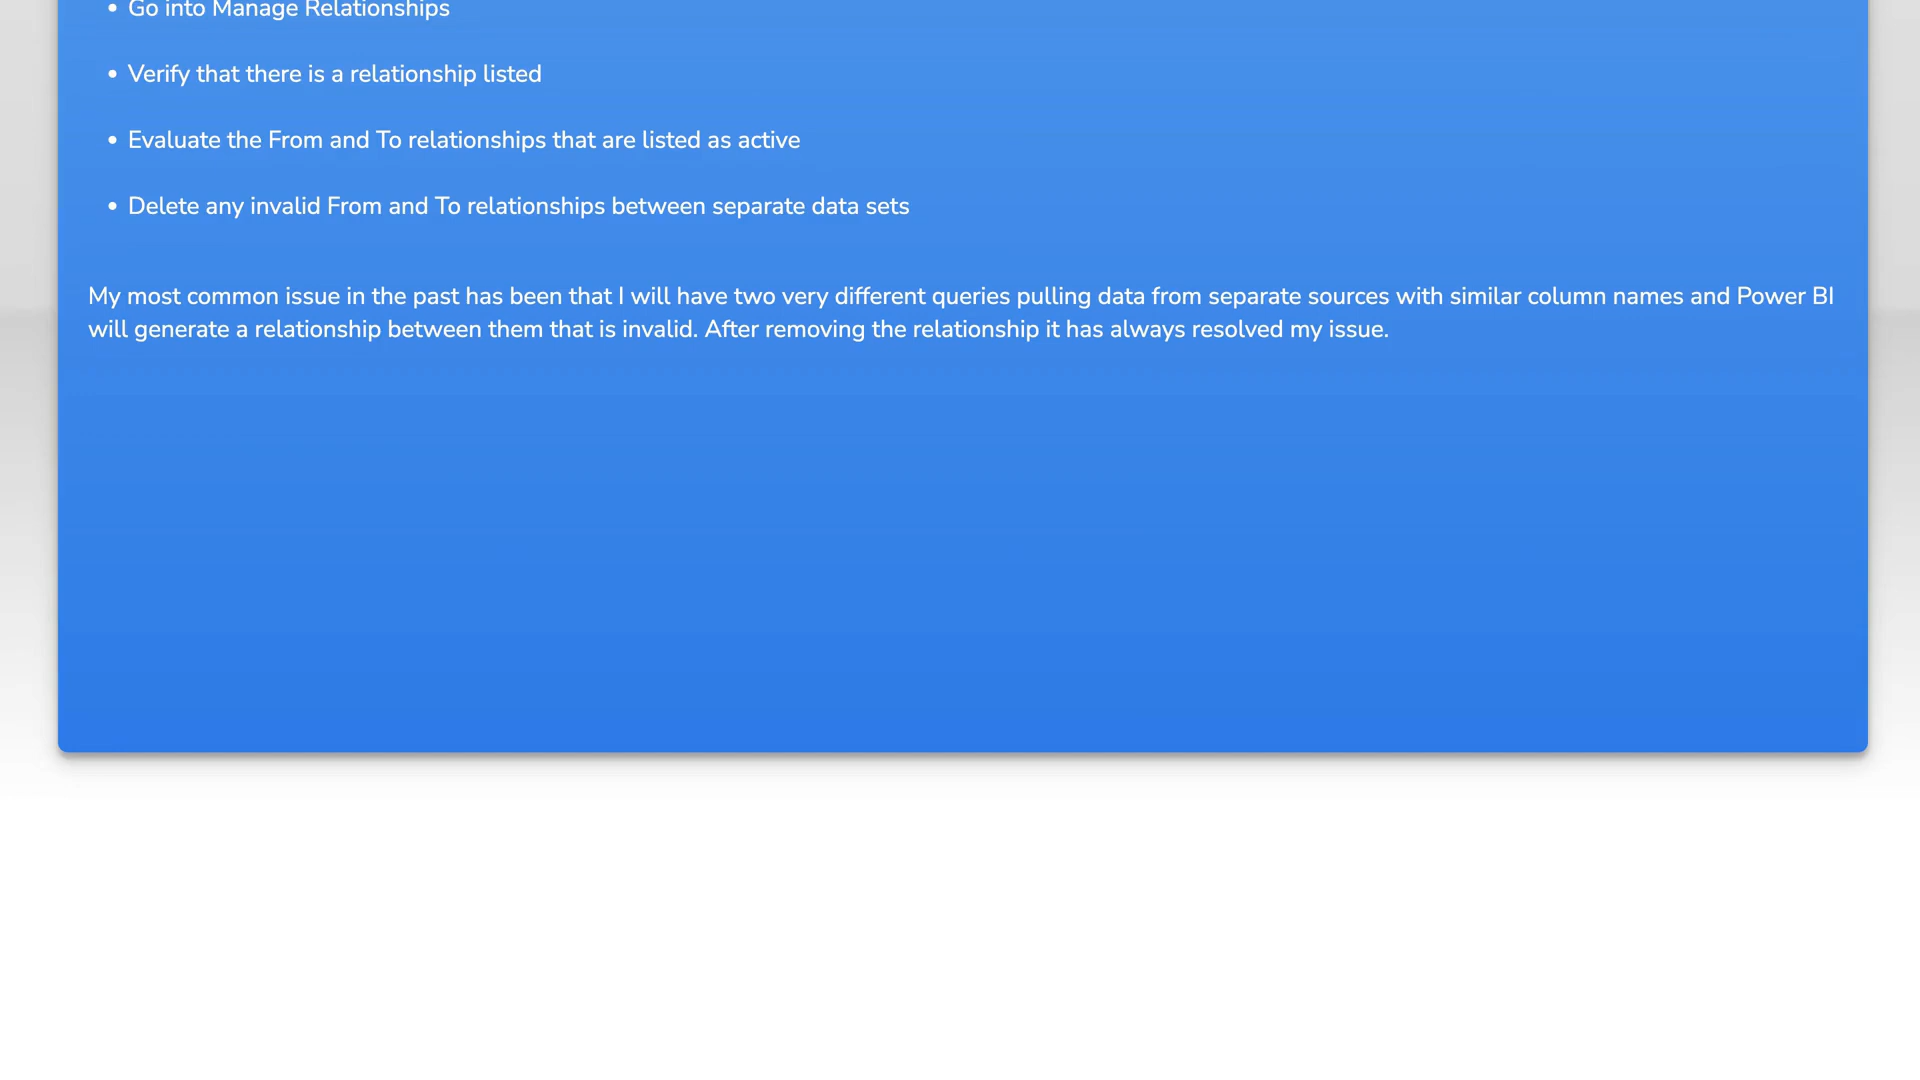 • Go into Manage Relationships
• Verify that there is a relationship listed
• Evaluate the From and To relationships that are listed as active
• Delete any invalid From and To relationships between separate data sets
My most common issue in the past has been that I will have two very different queries pulling data from separate sources with similar column names and Power BI
will generate a relationship between them that is invalid. After removing the relationship it has always resolved my issue.